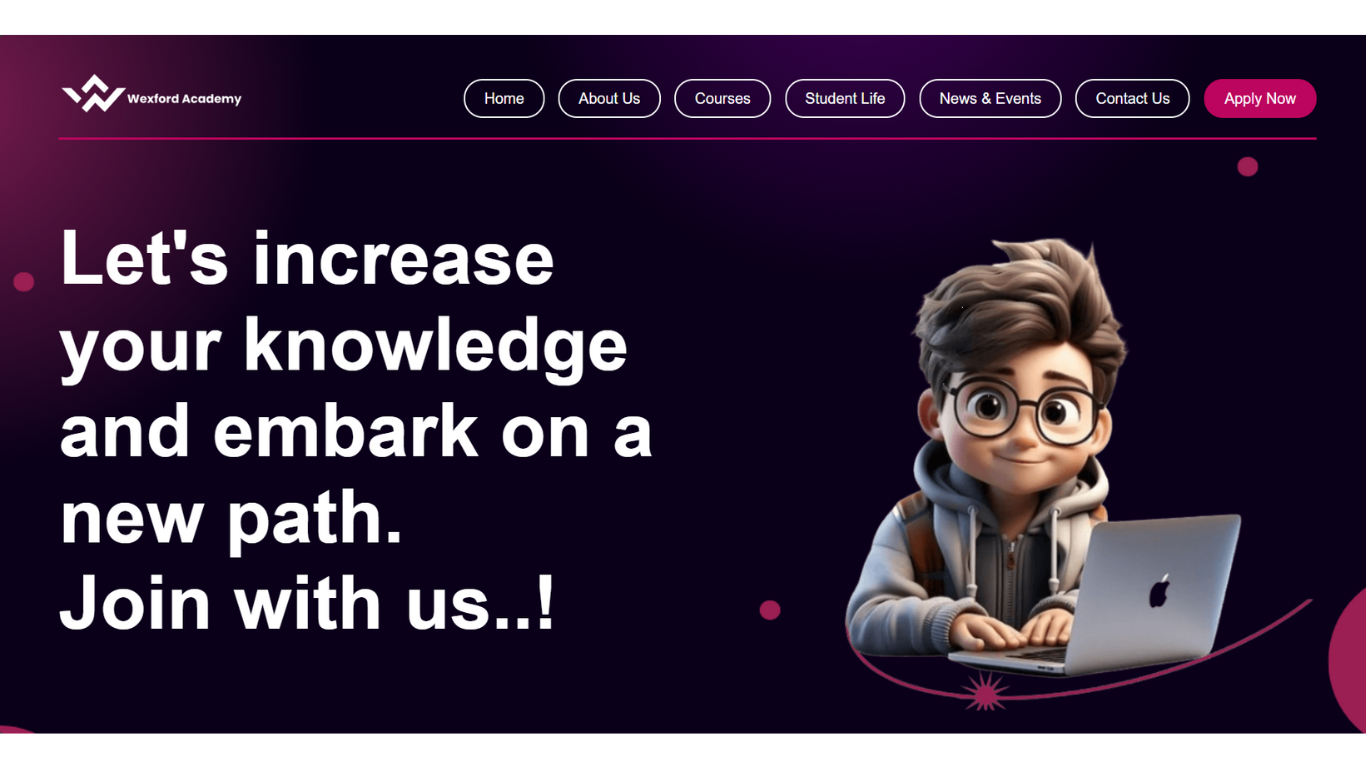 Wexford Academy
Home
About Us
Courses
Student Life
News & Events
Contact Us
Apply Now
Let's increase
your knowledge
and embark on a
new path.
Join with us..!